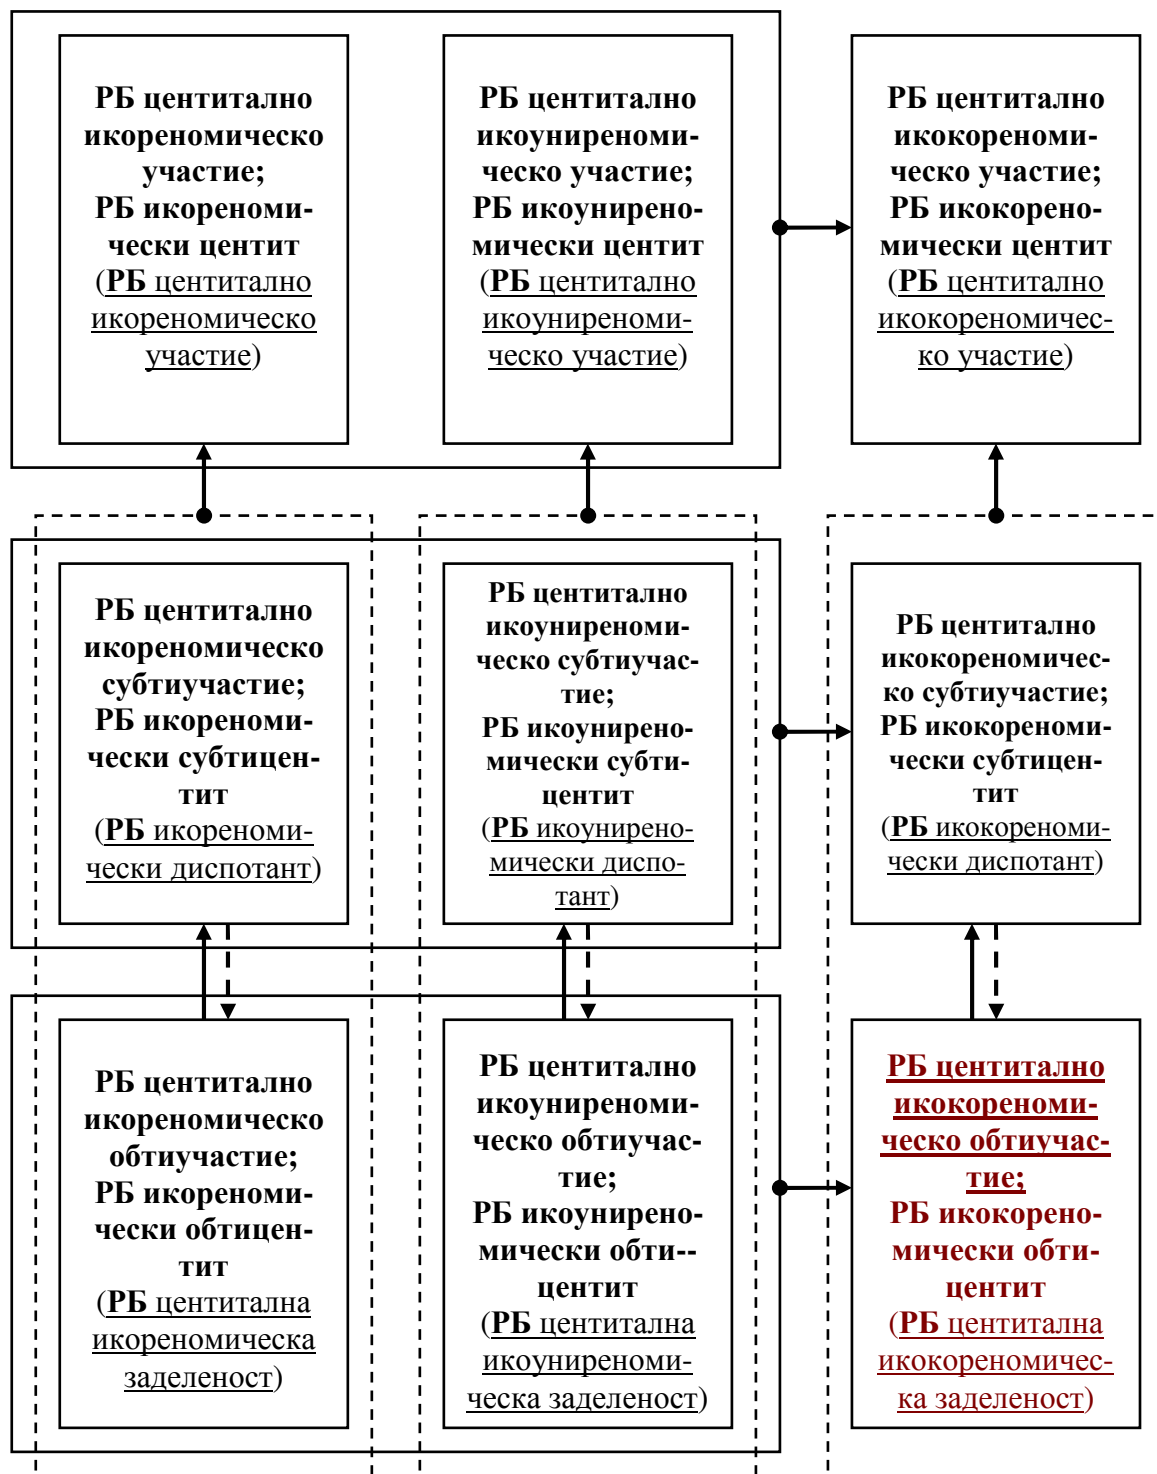 РБ центитално
икореномическо
участие;
РБ икореноми-
чески центит
(РБ центитално
икореномическо
участие)
РБ центитално
икоуниреноми-
ческо участие;
РБ икоунирено-
мически центит
(РБ центитално
икоуниреноми-
ческо участие)
РБ центитално
икокореноми-
ческо участие;
РБ икокорено-
мически центит
(РБ центитално
икокореномичес-
ко участие)
РБ центитално
икореномическо
субтиучастие;
РБ икореноми-
чески субтицен-
тит
(РБ икореноми-
чески диспотант)
РБ центитално
икоуниреноми-
ческо субтиучас-
тие;
РБ икоунирено-
мически субти-
центит
(РБ икоунирено-
мически диспо-
тант)
РБ центитално
икокореномичес-
ко субтиучастие;
РБ икокореноми-
чески субтицен-
тит
(РБ икокореноми-
чески диспотант)
РБ центитално
икореномическо
обтиучастие;
РБ икореноми-
чески обтицен-
тит
(РБ центитална
икореномическа
заделеност)
РБ центитално
икоуниреноми-
ческо обтиучас-
тие;
РБ икоунирено-
мически обти--
центит
(РБ центитална
икоуниреноми-
ческа заделеност)
РБ центитално
икокореноми-
ческо обтиучас-
тие;
РБ икокорено-
мически обти-
центит
(РБ центитална
икокореномичес-
ка заделеност)